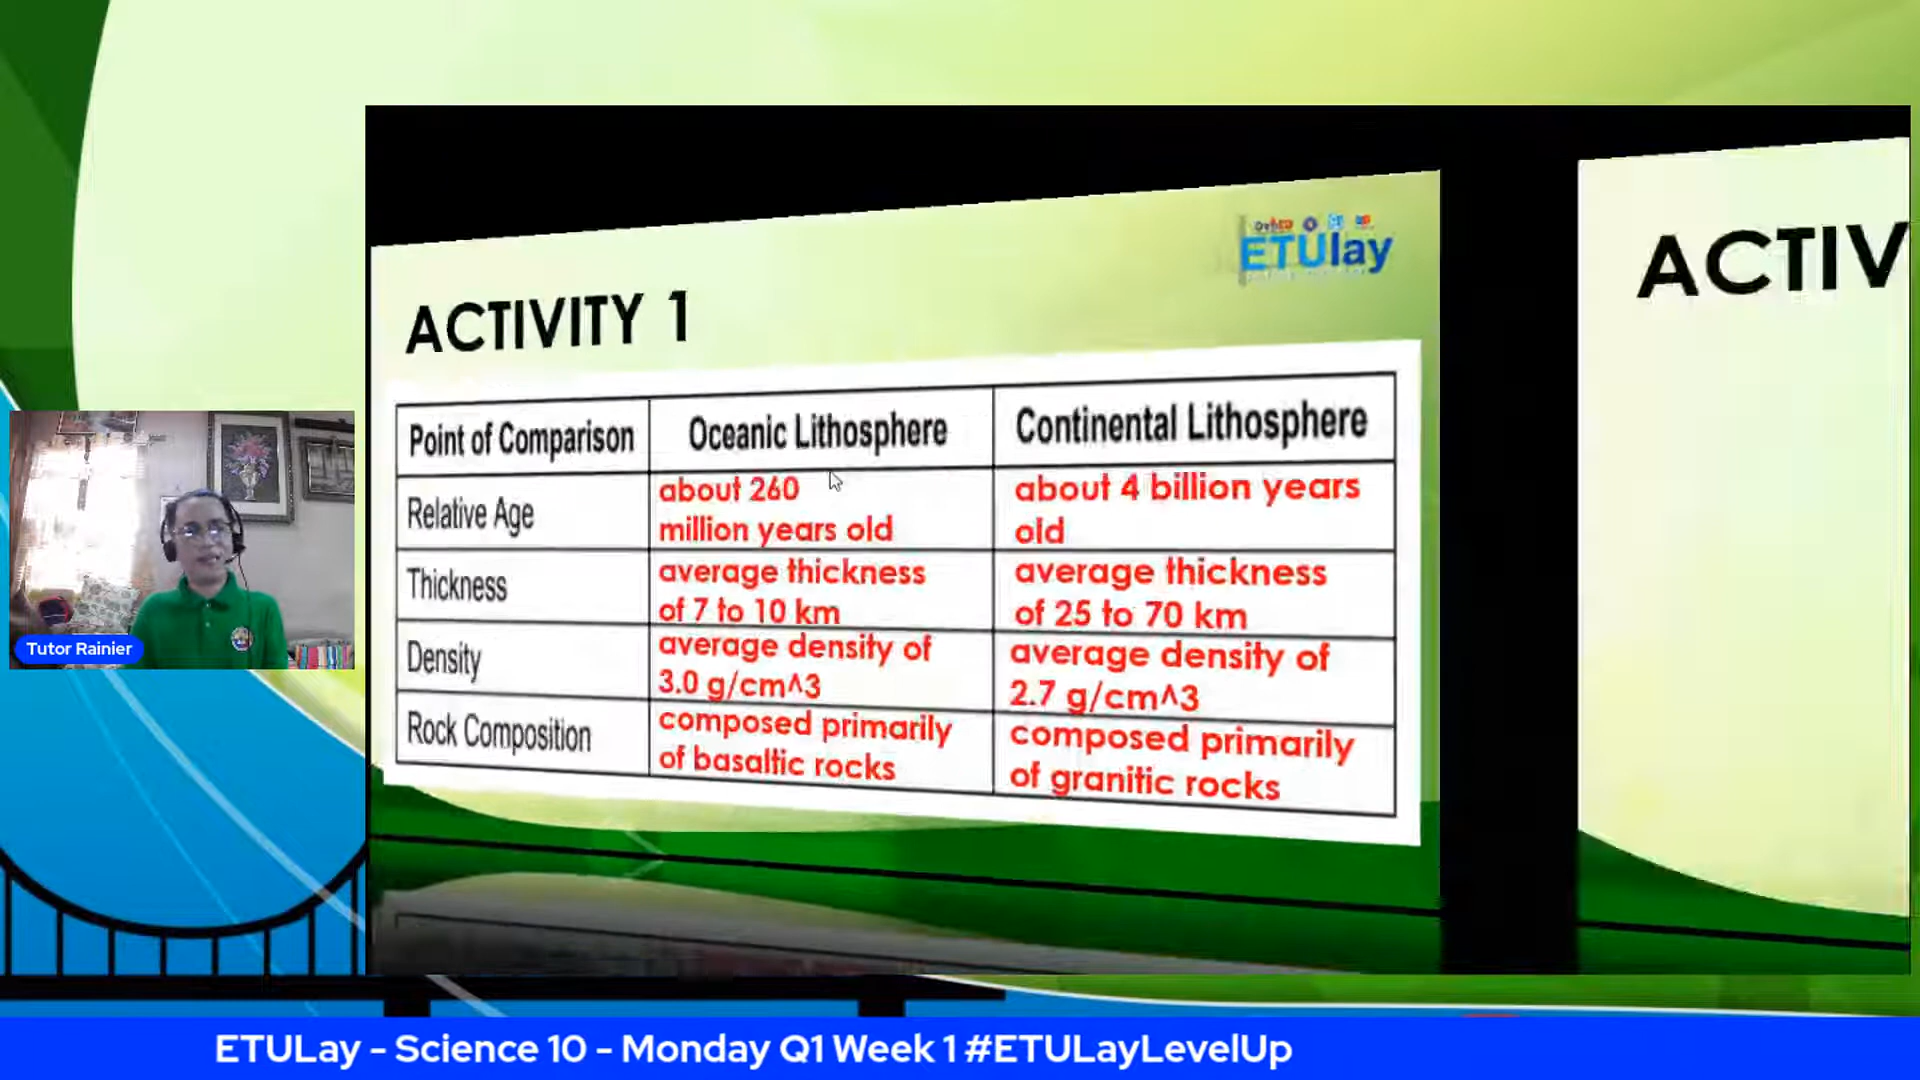 ETUlay
ACTIVITY 1
ACTIV
Point of Comparison
Oceanic Lithosphere
Continental Lithosphere
Relative Age
about 260
million years old
about 4 billion years
old
Thickness
average thickness
of 7 to 10 km
average thickness
of 25 to 70 km
Density
average density of
3.0 g/cm^3
average density of
2.7 g/cm^3
Rock Composition
composed primarily
of basaltic rocks
composed primarily
of granitic rocks
Tutor Rainier
ETULay - Science 10 - Monday Q1 Week 1 #ETULayLevelUp